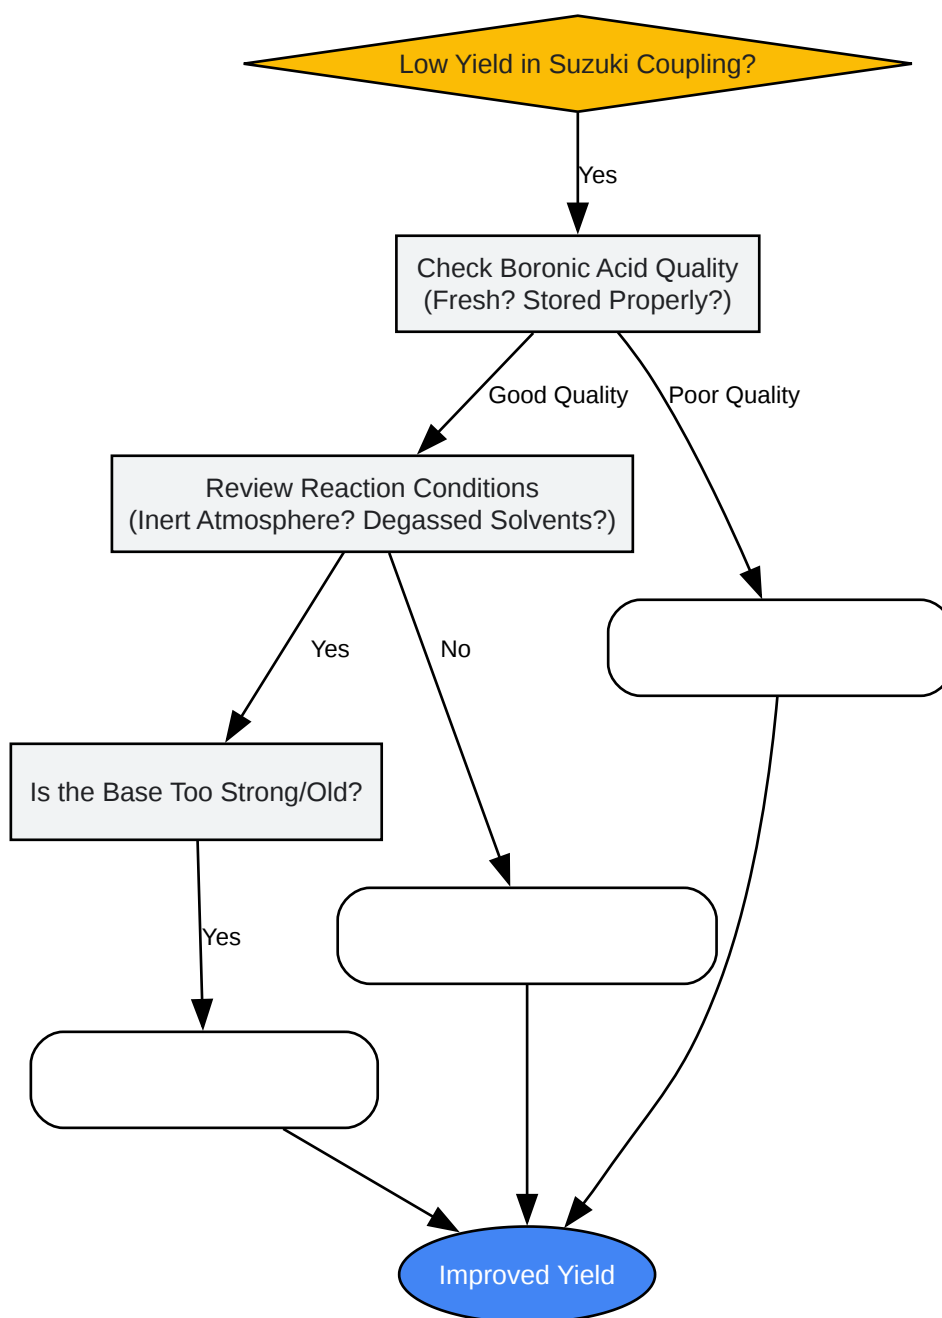 Low Yield in Suzuki Coupling?
Yes
Check Boronic Acid Quality
(Fresh? Stored Properly?)
Good Quality
Poor Quality
Review Reaction Conditions
(Inert Atmosphere? Degassed Solvents?)
Yes
No
Is the Base Too Strong/Old?
Yes
Improved Yield